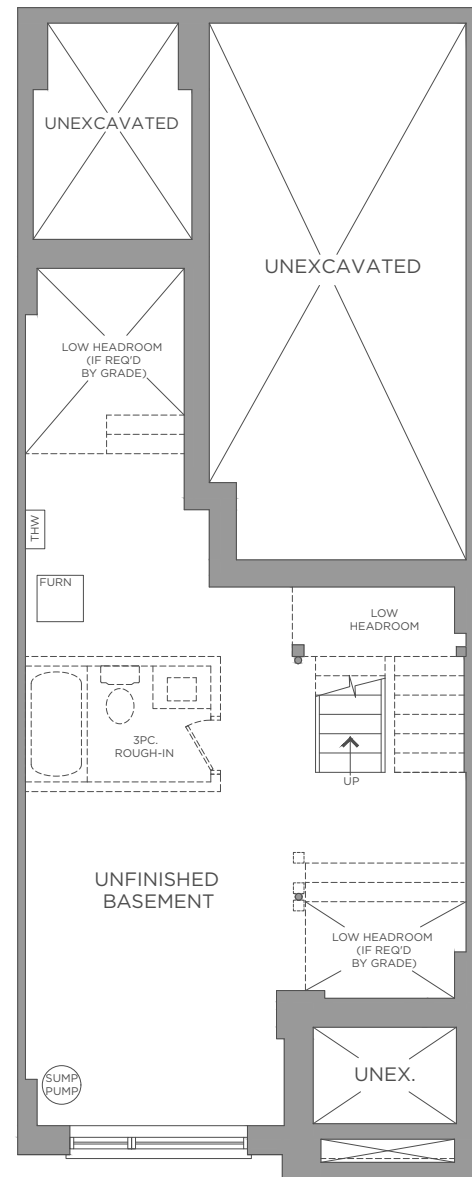 UNEXCAVATED
UNEXCAVATED
LOW HEADROOM
(IF REQ'D
BY GRADE)
THW
FURN
LOW
HEADROOM
3PC.
ROUGH-IN
UP
UNFINISHED
BASEMENT
LOW HEADROOM
(IF REQ'D
BY GRADE)
SUMP
PUMP
UNEX.